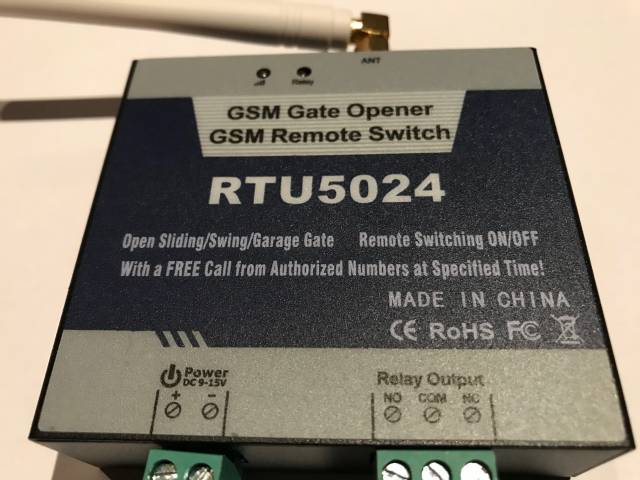 ANT
Relay
GSM Gate Opener
GSM Remote Switch
RTU5024
Open Sliding/Swing/Garage Gate Remote Switching ON/OFF
With a FREE Call from Authorized Numbers at Specified Time!
MADE IN CHINA
CE RoHS FC
Power
DC 9-15V
+ -
Relay Output
NO COM NC